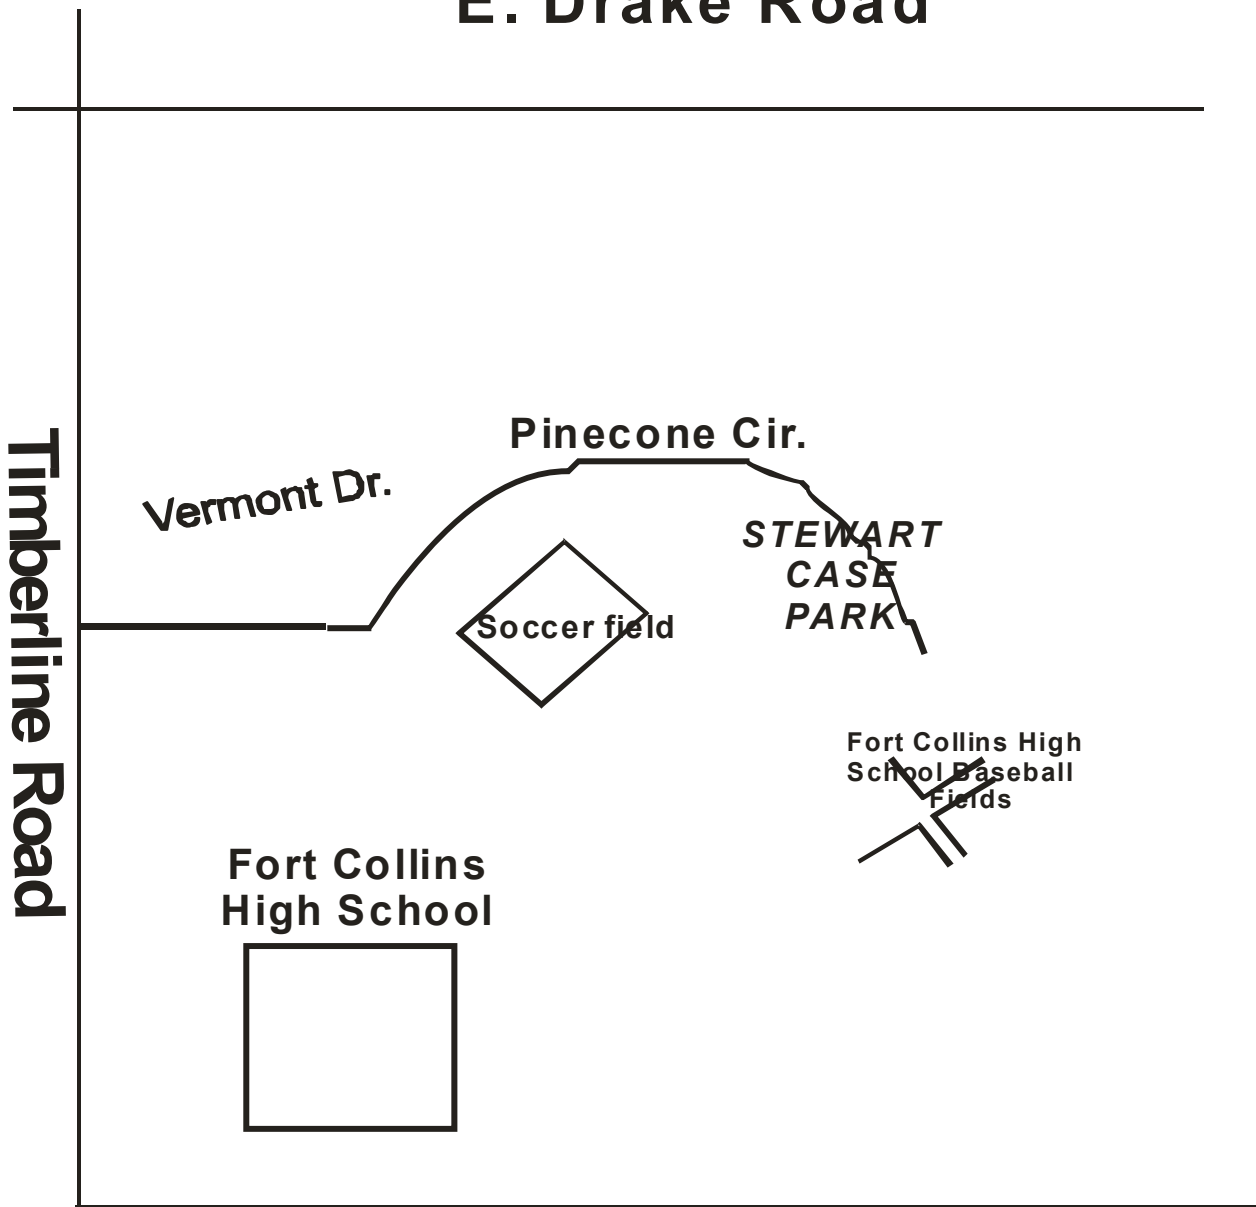 E. Drake Road
Pinecone Cir.
Vermont Dr.
Timberline Road
STEWART
CASE
PARK
Soccer field
Fort Collins High
School Baseball
Fields
Fort Collins
High School